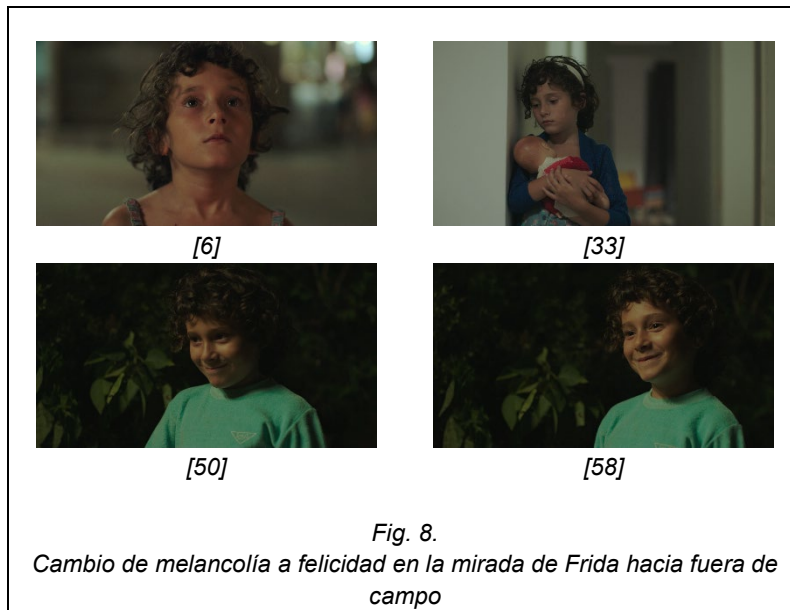 [6]
[33]
[50]
[58]
Fig. 8.
Cambio de melancolía a felicidad en la mirada de Frida hacia fuera de
campo